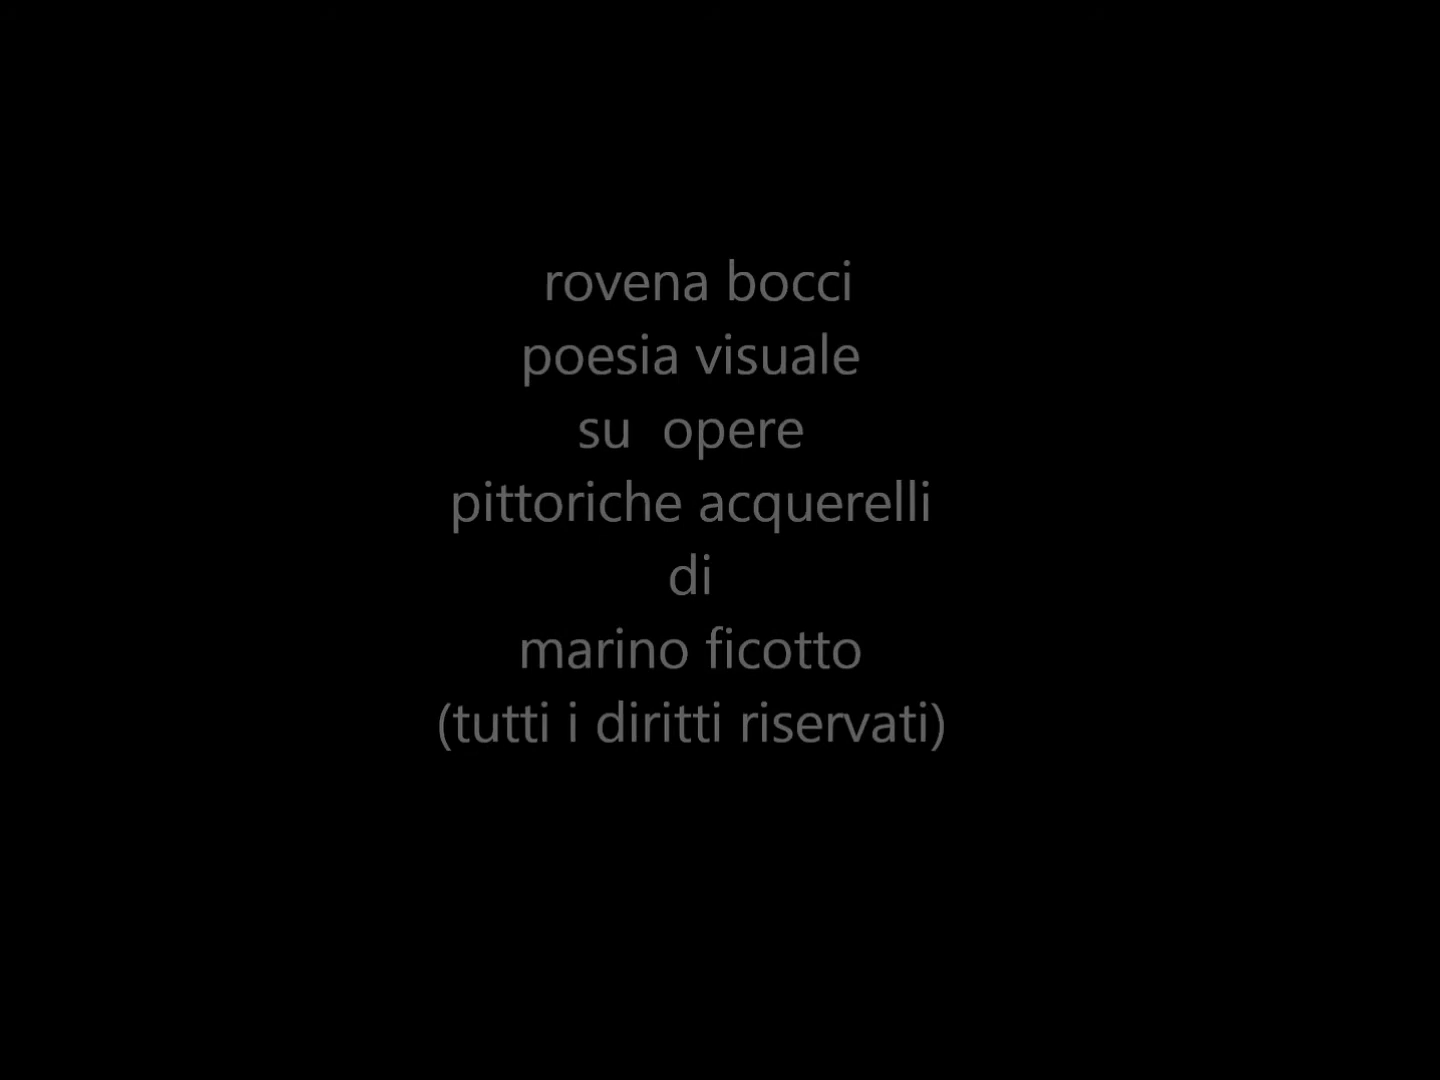 rovena bocci
poesia visuale
su  opere
pittoriche acquerelli
di
marino ficotto
(tutti i diritti riservati)